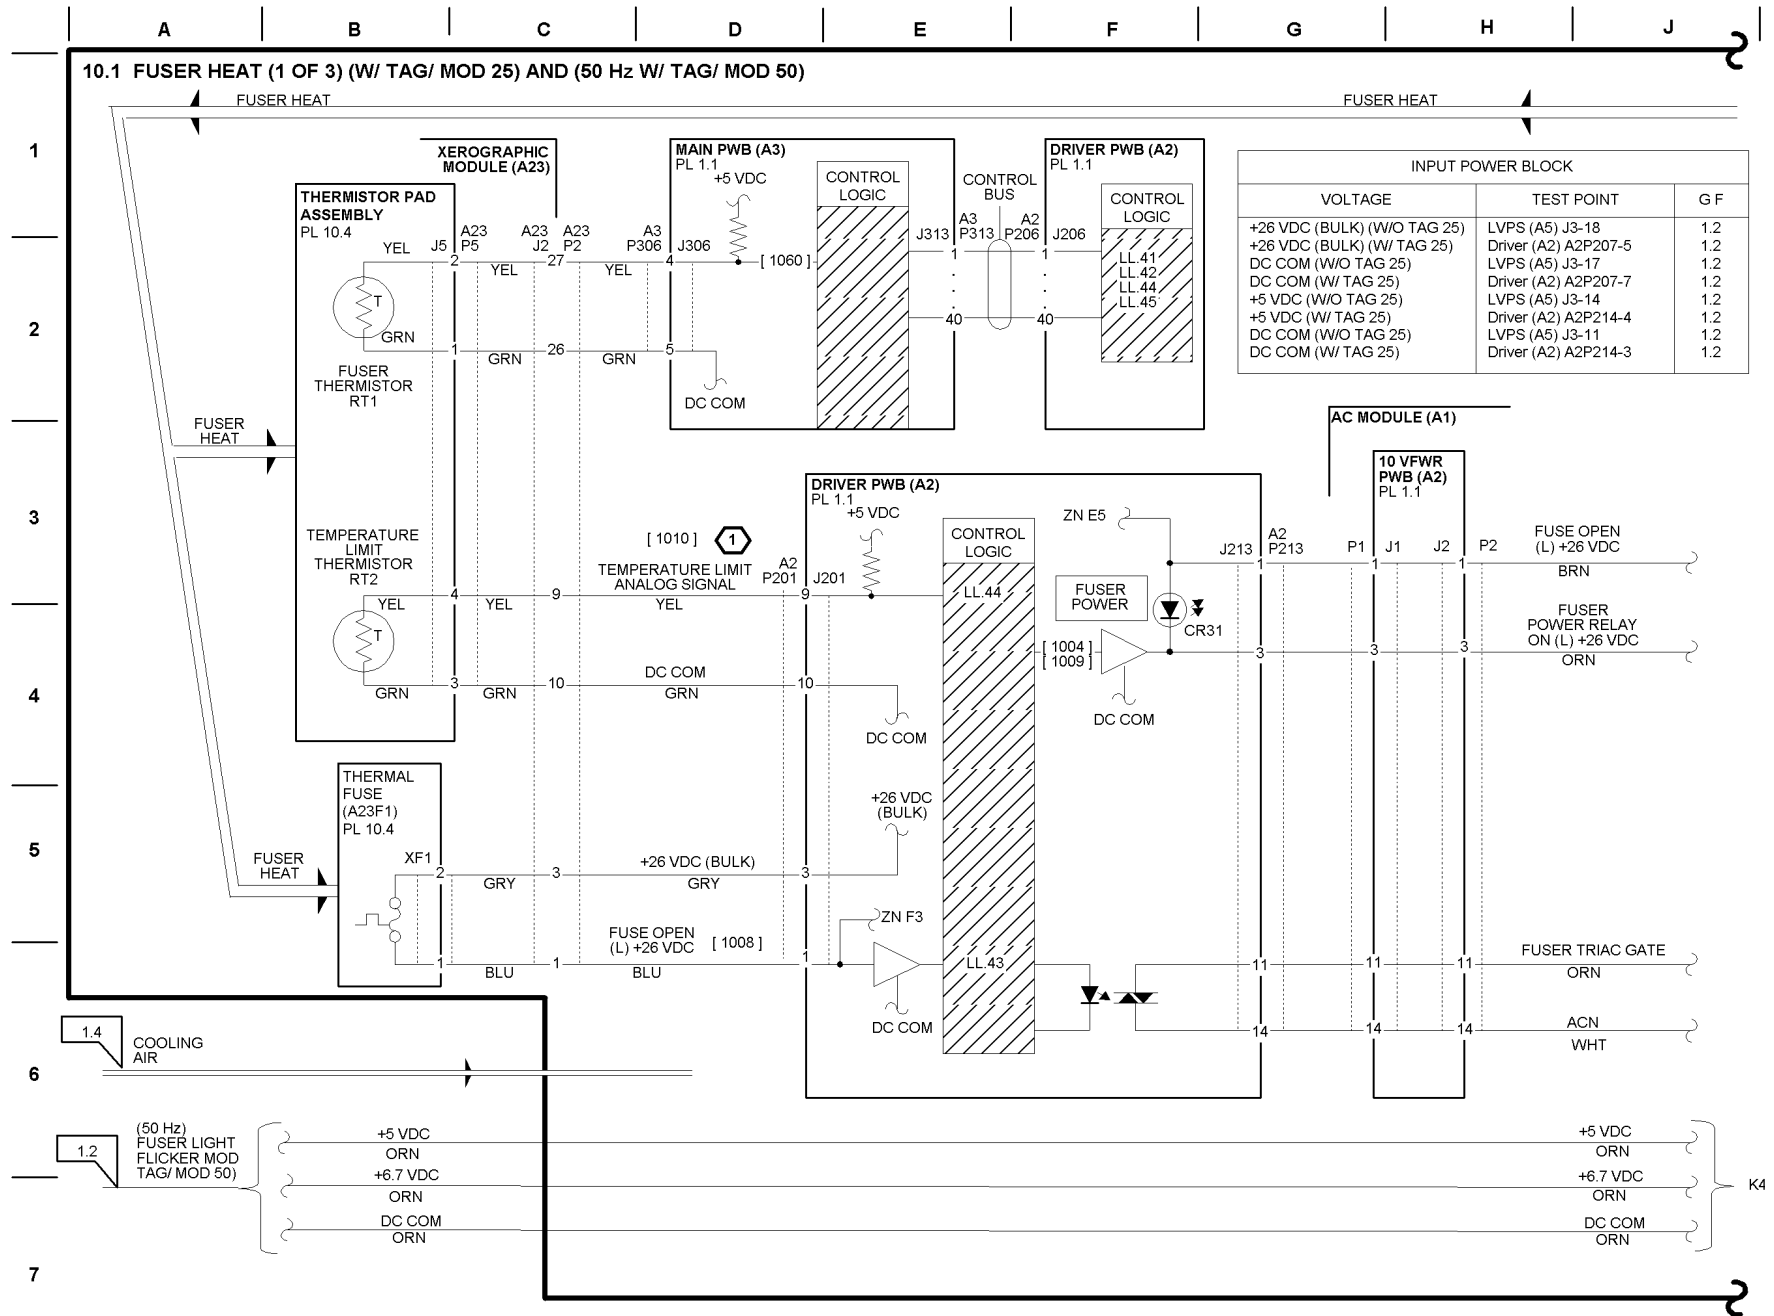 A B C D E F G H J
10.1 FUSER HEAT (1 OF 3) (W/ TAG/ MOD 25) AND (50 Hz W/ TAG/ MOD 50)
FUSER HEAT
FUSER HEAT
1
2
3
4
5
6
7
XEROGRAPHIC
MODULE (A23)
THERMISTOR PAD
ASSEMBLY
PL 10.4
YEL
J5
A23
P5
A23
J2
A23
P2
A3
P306
J306
2
YEL
27
YEL
4
T
GRN
1
GRN
26
GRN
5
FUSER
THERMISTOR
RT1
MAIN PWB (A3)
PL 1.1
+5 VDC
[ 1060 ]
DC COM
CONTROL
LOGIC
CONTROL
BUS
J313
A3
P313
A2
P206
J206
1
.
.
.
40
1
.
.
.
40
DRIVER PWB (A2)
PL 1.1
CONTROL
LOGIC
LL.41
LL.42
LL.44
LL.45
INPUT POWER BLOCK
VOLTAGE TEST POINT G F
+26 VDC (BULK) (W/O TAG 25) LVPS (A5) J3-18 1.2
+26 VDC (BULK) (W/ TAG 25) Driver (A2) A2P207-5 1.2
DC COM (W/O TAG 25) LVPS (A5) J3-17 1.2
DC COM (W/ TAG 25) Driver (A2) A2P207-7 1.2
+5 VDC (W/O TAG 25) LVPS (A5) J3-14 1.2
+5 VDC (W/ TAG 25) Driver (A2) A2P214-4 1.2
DC COM (W/O TAG 25) LVPS (A5) J3-11 1.2
DC COM (W/ TAG 25) Driver (A2) A2P214-3 1.2
FUSER
HEAT
TEMPERATURE
LIMIT
THERMISTOR
RT2
YEL
4
YEL
9
[ 1010 ] 1
TEMPERATURE LIMIT
ANALOG SIGNAL
YEL
A2
P201
J201
9
T
GRN
3
GRN
10
DC COM
GRN
10
DRIVER PWB (A2)
PL 1.1
+5 VDC
DC COM
CONTROL
LOGIC
LL.44
ZN E5
FUSER
POWER
CR31
[ 1004 ]
[ 1009 ]
DC COM
AC MODULE (A1)
10 VFWR
PWB (A2)
PL 1.1
J213
A2
P213
P1
J1
J2
P2
1
1
1
FUSE OPEN
(L) +26 VDC
BRN
3
3
3
FUSER
POWER RELAY
ON (L) +26 VDC
ORN
THERMAL
FUSE
(A23F1)
PL 10.4
FUSER
HEAT
XF1
2
GRY
3
+26 VDC (BULK)
GRY
3
+26 VDC
(BULK)
1
BLU
1
FUSE OPEN
(L) +26 VDC
[ 1008 ]
BLU
1
ZN F3
LL.43
DC COM
11
11
11
FUSER TRIAC GATE
ORN
14
14
14
ACN
WHT
1.4
COOLING
AIR
1.2
(50 Hz)
FUSER LIGHT
FLICKER MOD
TAG/ MOD 50)
+5 VDC
ORN
+6.7 VDC
ORN
DC COM
ORN
+5 VDC
ORN
+6.7 VDC
ORN
DC COM
ORN
K4